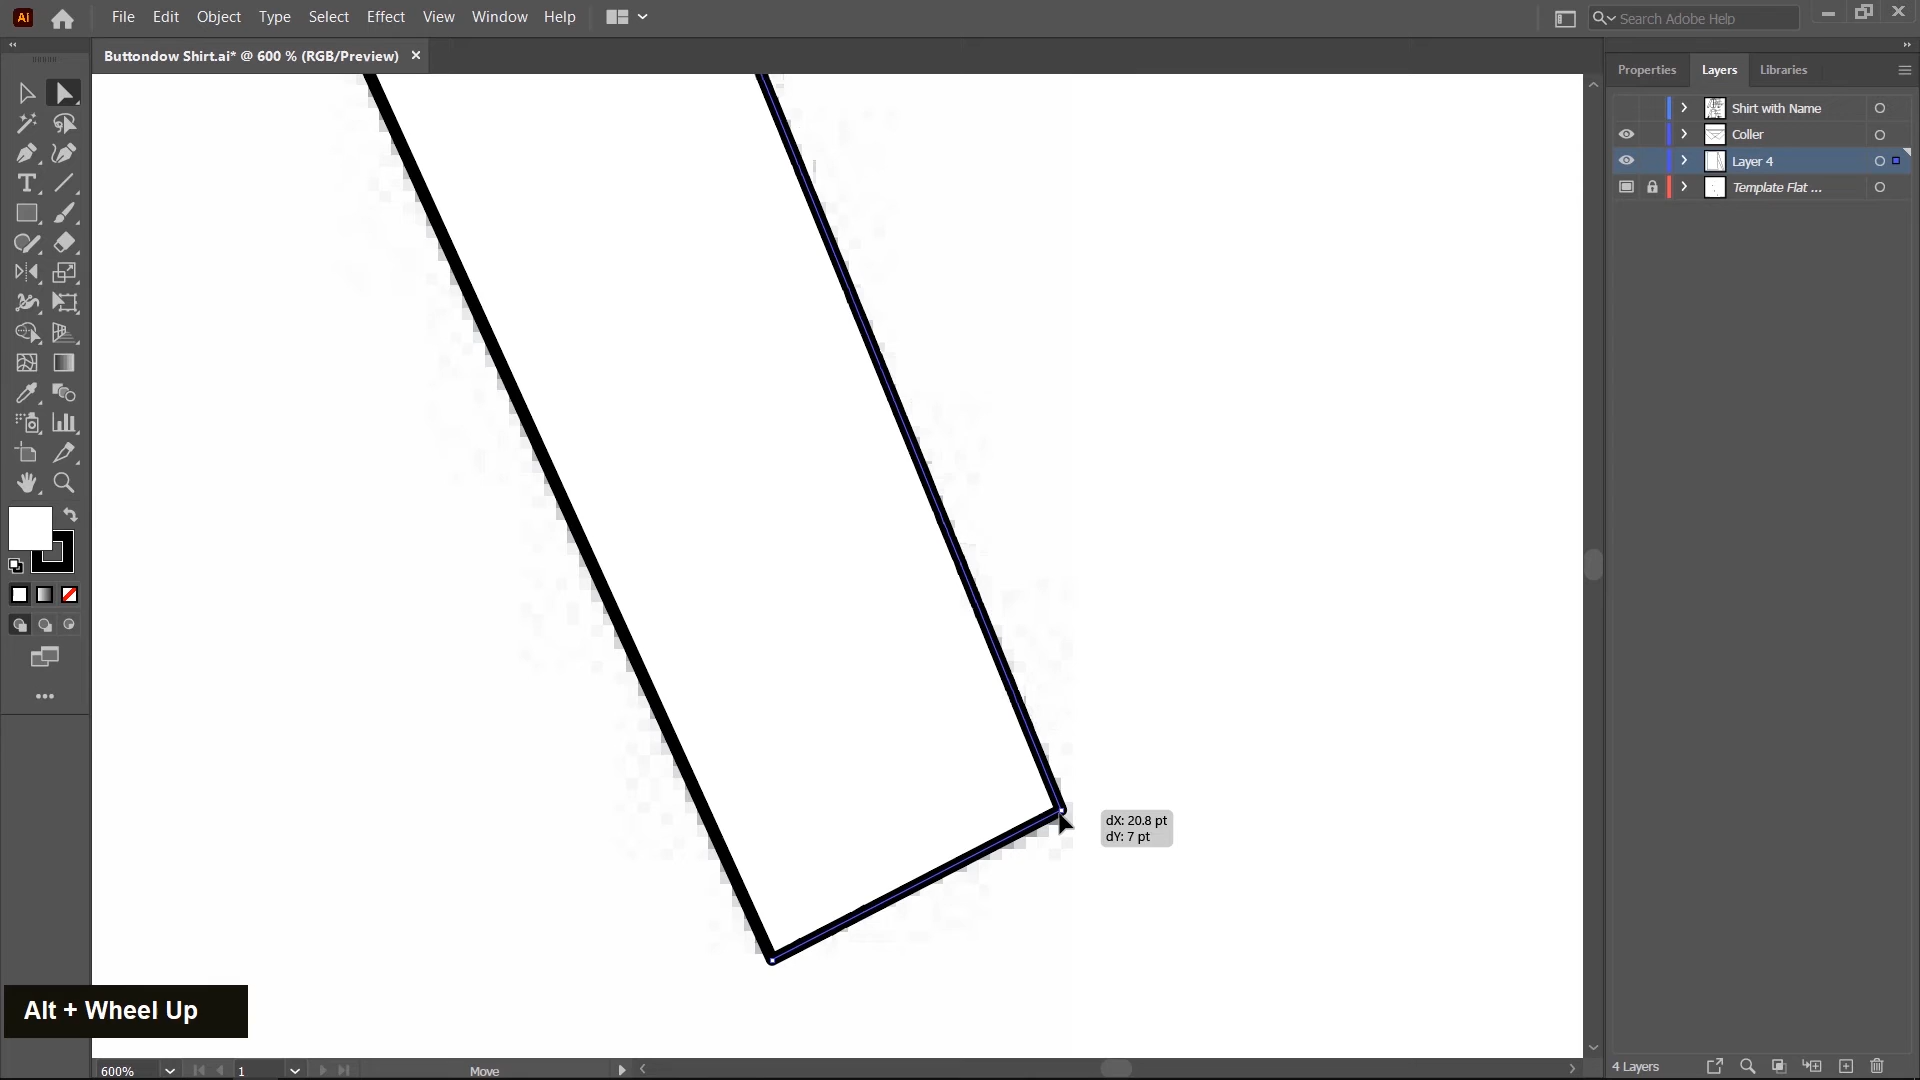 Ai File Edit Object Type Select Effect View Window Help Search Adobe Help
Buttondow Shirt.ai* @ 600 % (RGB/Preview) ×
Properties Layers Libraries
Shirt with Name
Coller
Layer 4
Template Flat ...
dX: 20.8 pt
dY: 7 pt
Alt + Wheel Up
600% 1 Move
4 Layers